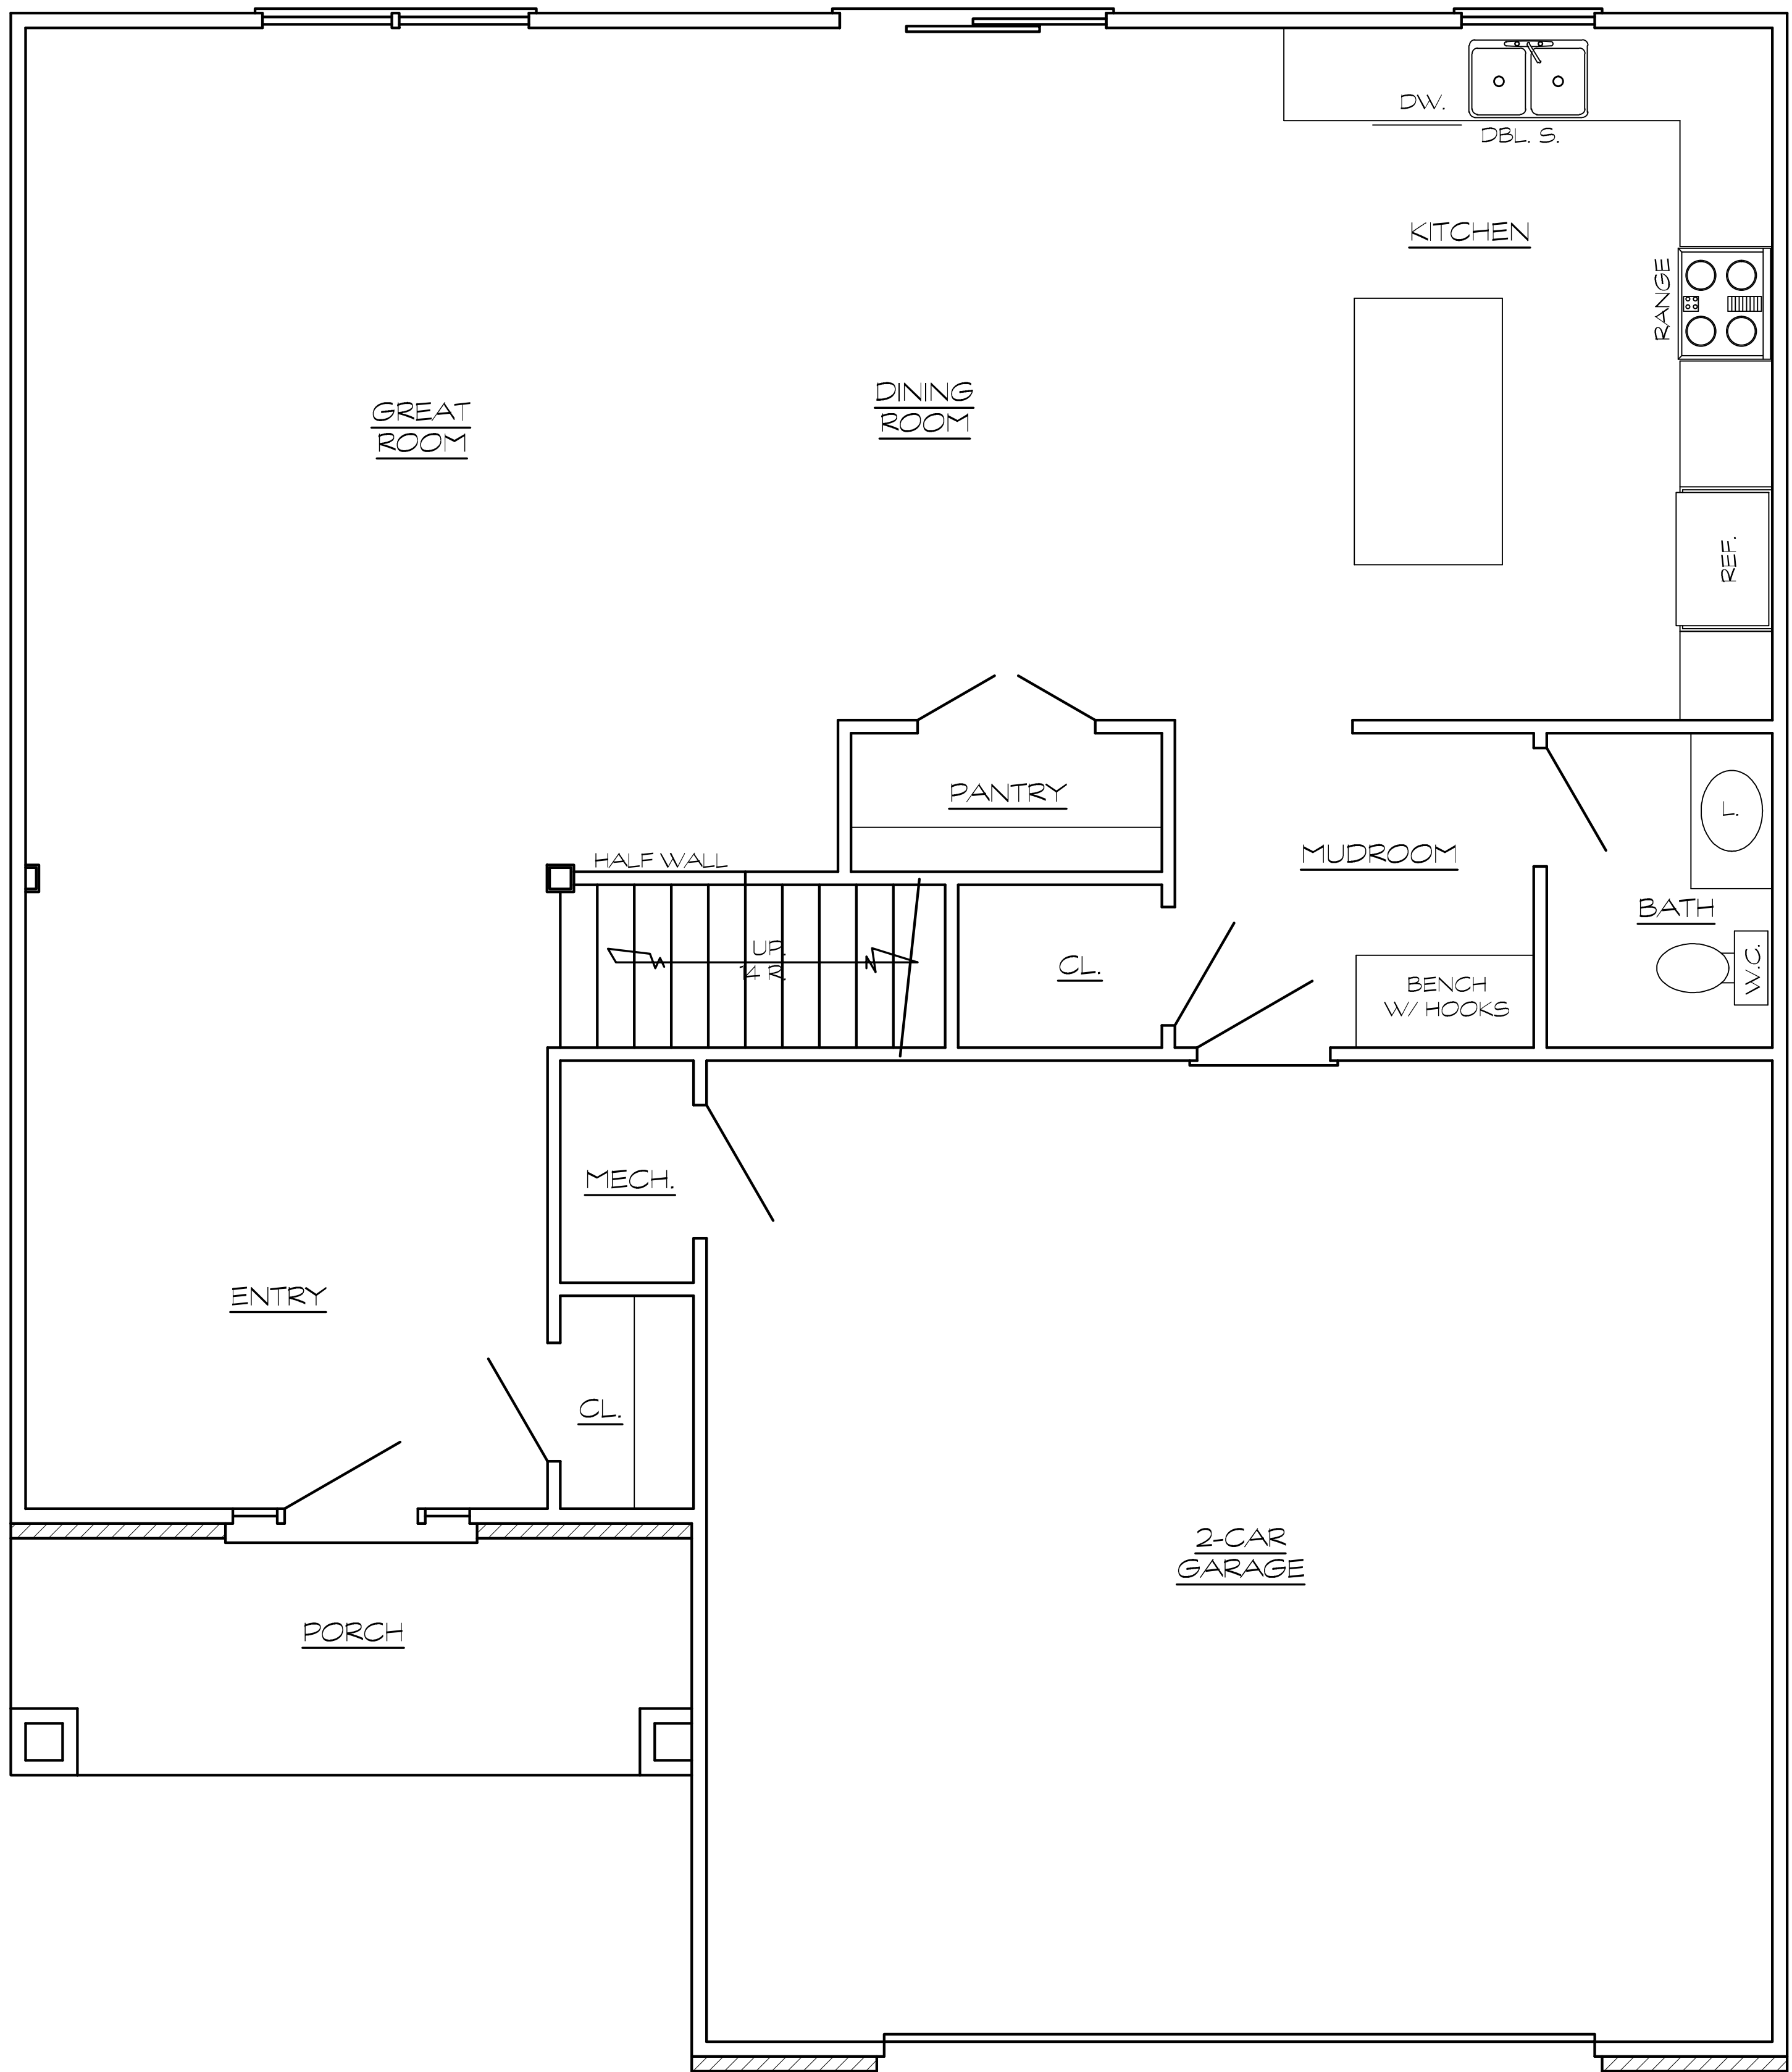 DW.
DBL. S.
KITCHEN
RANGE
GREAT
ROOM
DINING
ROOM
REF.
PANTRY
L.
HALF WALL
MUDROOM
BATH
UP.
14 R.
CL.
W.C.
BENCH
W/ HOOKS
MECH.
ENTRY
CL.
2-CAR
GARAGE
PORCH